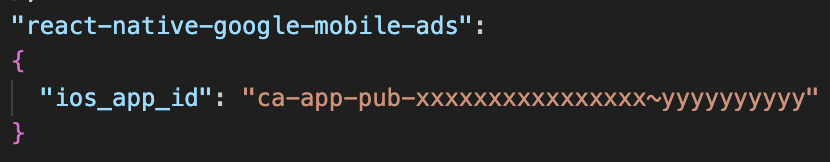 "react-native-google-mobile-ads":
{
"ios_app_id": "ca-app-pub-xxxxxxxxxxxxxxxx~yyyyyyyyyy"
}